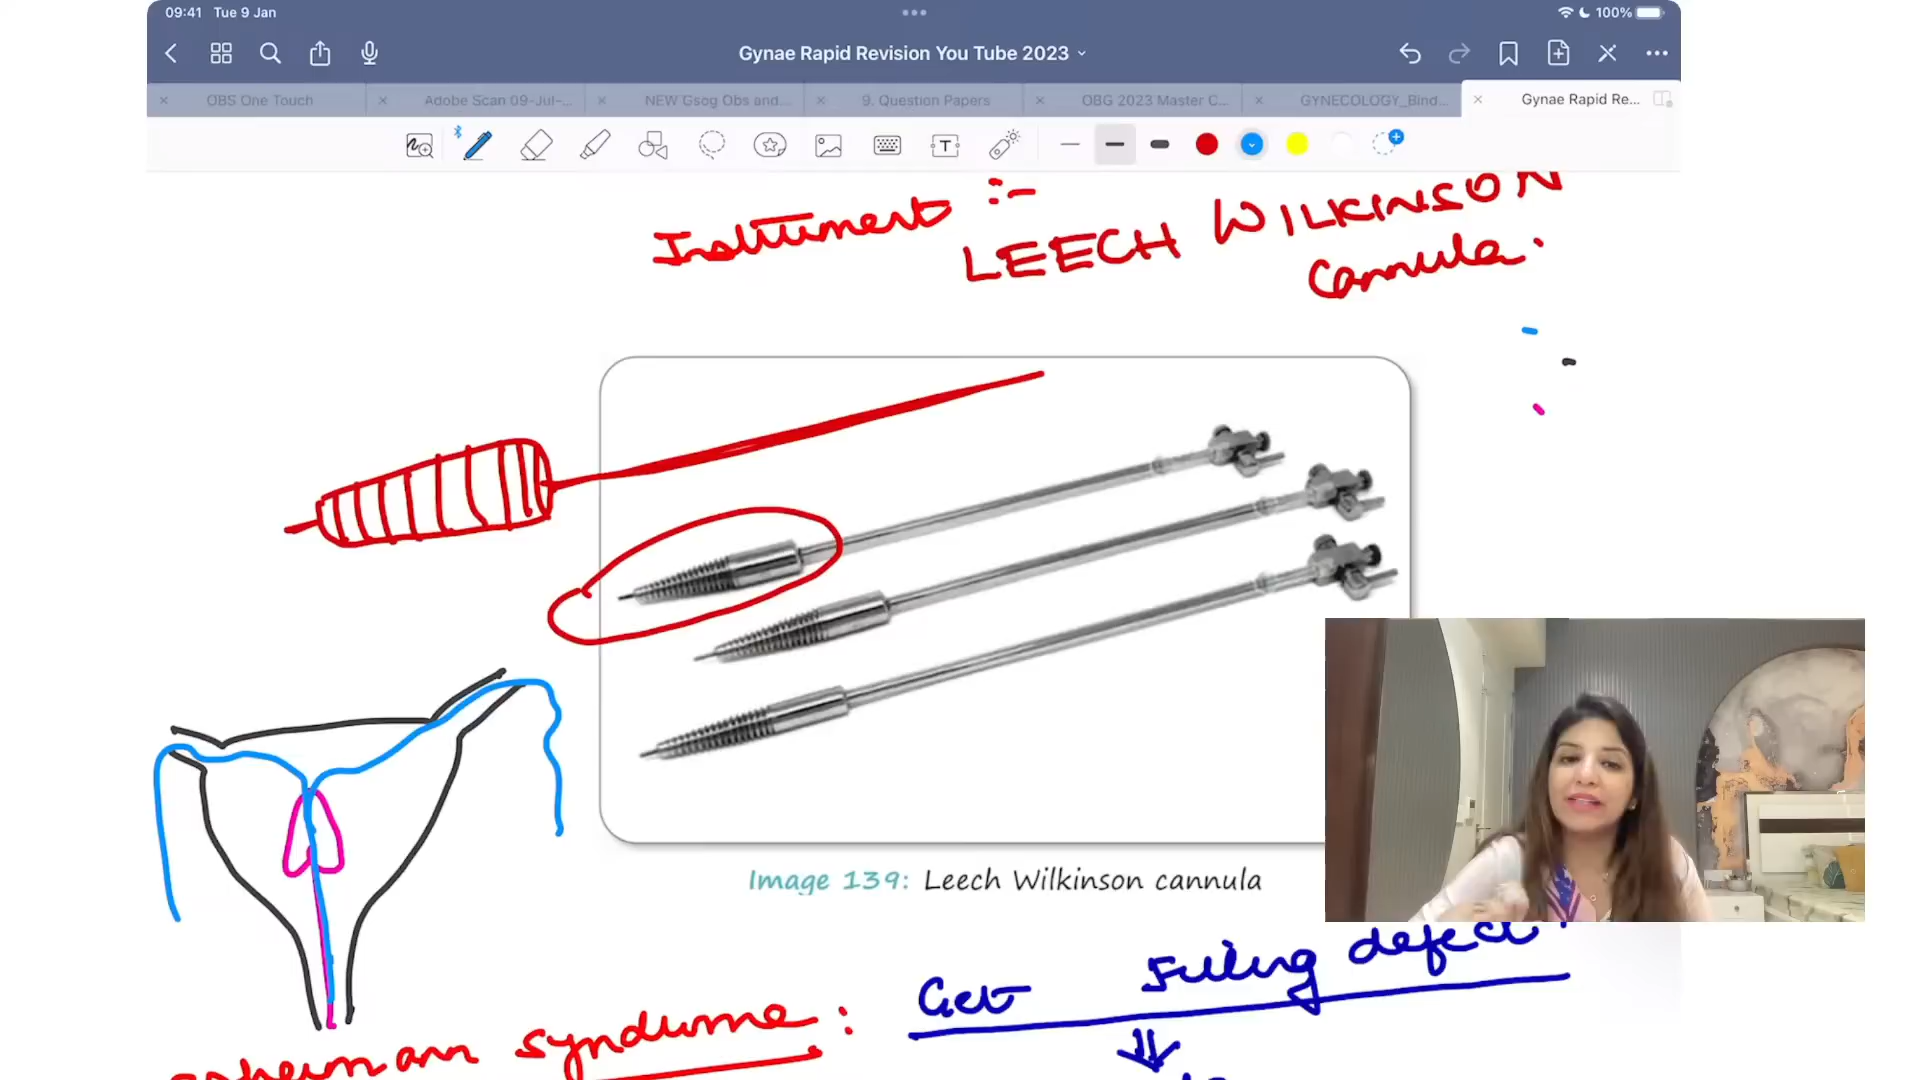 09:41 Tue 9 Jan
100%
Gynae Rapid Revision You Tube 2023
OBS One Touch
Adobe Scan 09-Jul-...
NEW Gsog Obs and...
9. Question Papers
OBG 2023 Master C...
GYNECOLOGY_Bind...
Gynae Rapid Re...
Instrument :-
LEECH WILKINSON
Cannula.
Image 139: Leech Wilkinson cannula
Get filling defect
syndrome :